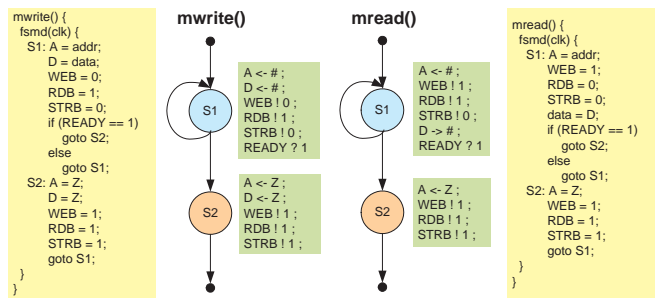 mwrite() {
fsmd(clk) {
S1: A = addr;
D = data;
WEB = 0;
RDB = 1;
STRB = 0;
if (READY == 1)
goto S2;
else
goto S1;
S2: A = Z;
D = Z;
WEB = 1;
RDB = 1;
STRB = 1;
goto S1;
}
}
mwrite()
S1
A <- # ;
D <- # ;
WEB ! 0 ;
RDB ! 1 ;
STRB ! 0 ;
READY ? 1
S2
A <- Z ;
D <- Z ;
WEB ! 1 ;
RDB ! 1 ;
STRB ! 1 ;
mread()
S1
A <- # ;
WEB ! 1 ;
RDB ! 1 ;
STRB ! 0 ;
D -> # ;
READY ? 1
S2
A <- Z ;
WEB ! 1 ;
RDB ! 1 ;
STRB ! 1 ;
mread() {
fsmd(clk) {
S1: A = addr;
WEB = 1;
RDB = 0;
STRB = 0;
data = D;
if (READY == 1)
goto S2;
else
goto S1;
S2: A = Z;
WEB = 1;
RDB = 1;
STRB = 1;
goto S1;
}
}